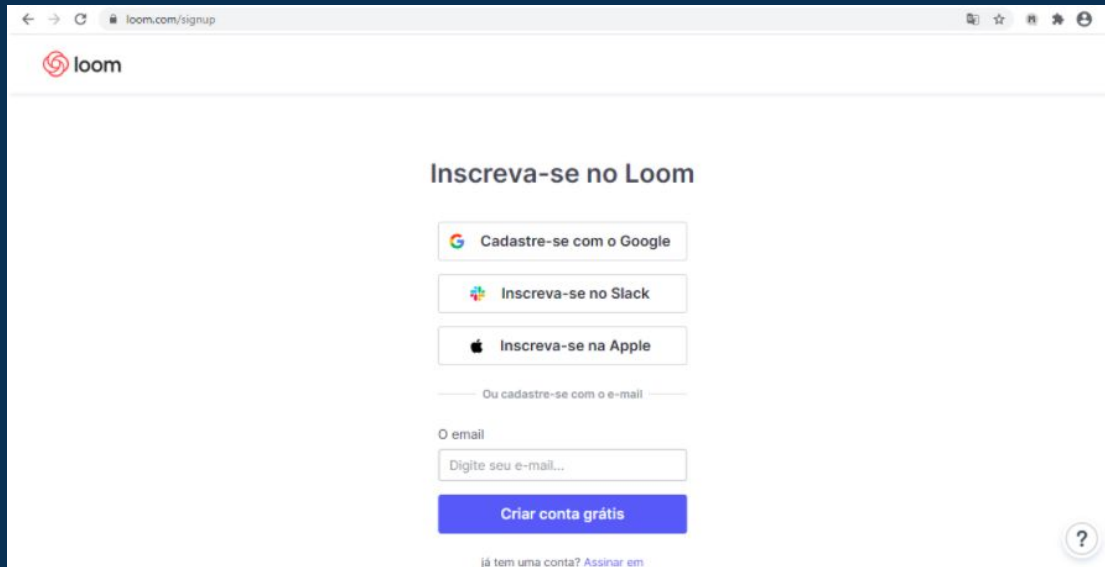 loom.com/signup
loom
Inscreva-se no Loom
Cadastre-se com o Google
Inscreva-se no Slack
Inscreva-se na Apple
Ou cadastre-se com o e-mail
O email
Digite seu e-mail...
Criar conta grátis
já tem uma conta? Assinar em
?